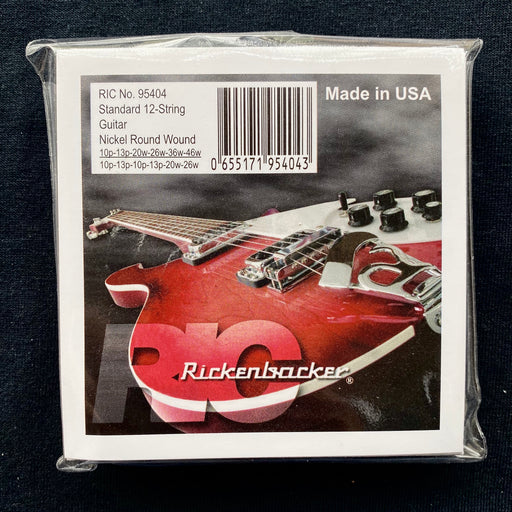 RIC No. 95404
Standard 12-String
Guitar
Nickel Round Wound
10p-13p-20w-26w-36w-46w
10p-13p-10p-13p-20w-26w
0 655171 954043
Made in USA
RIC
Rickenbacker®